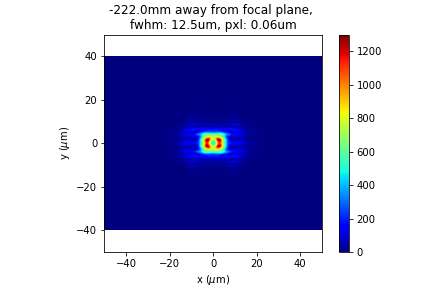 -222.0mm away from focal plane,
fwhm: 12.5um, pxl: 0.06um
40
20
0
−20
−40
y (μm)
−40 −20 0 20 40
x (μm)
1200
1000
800
600
400
200
0